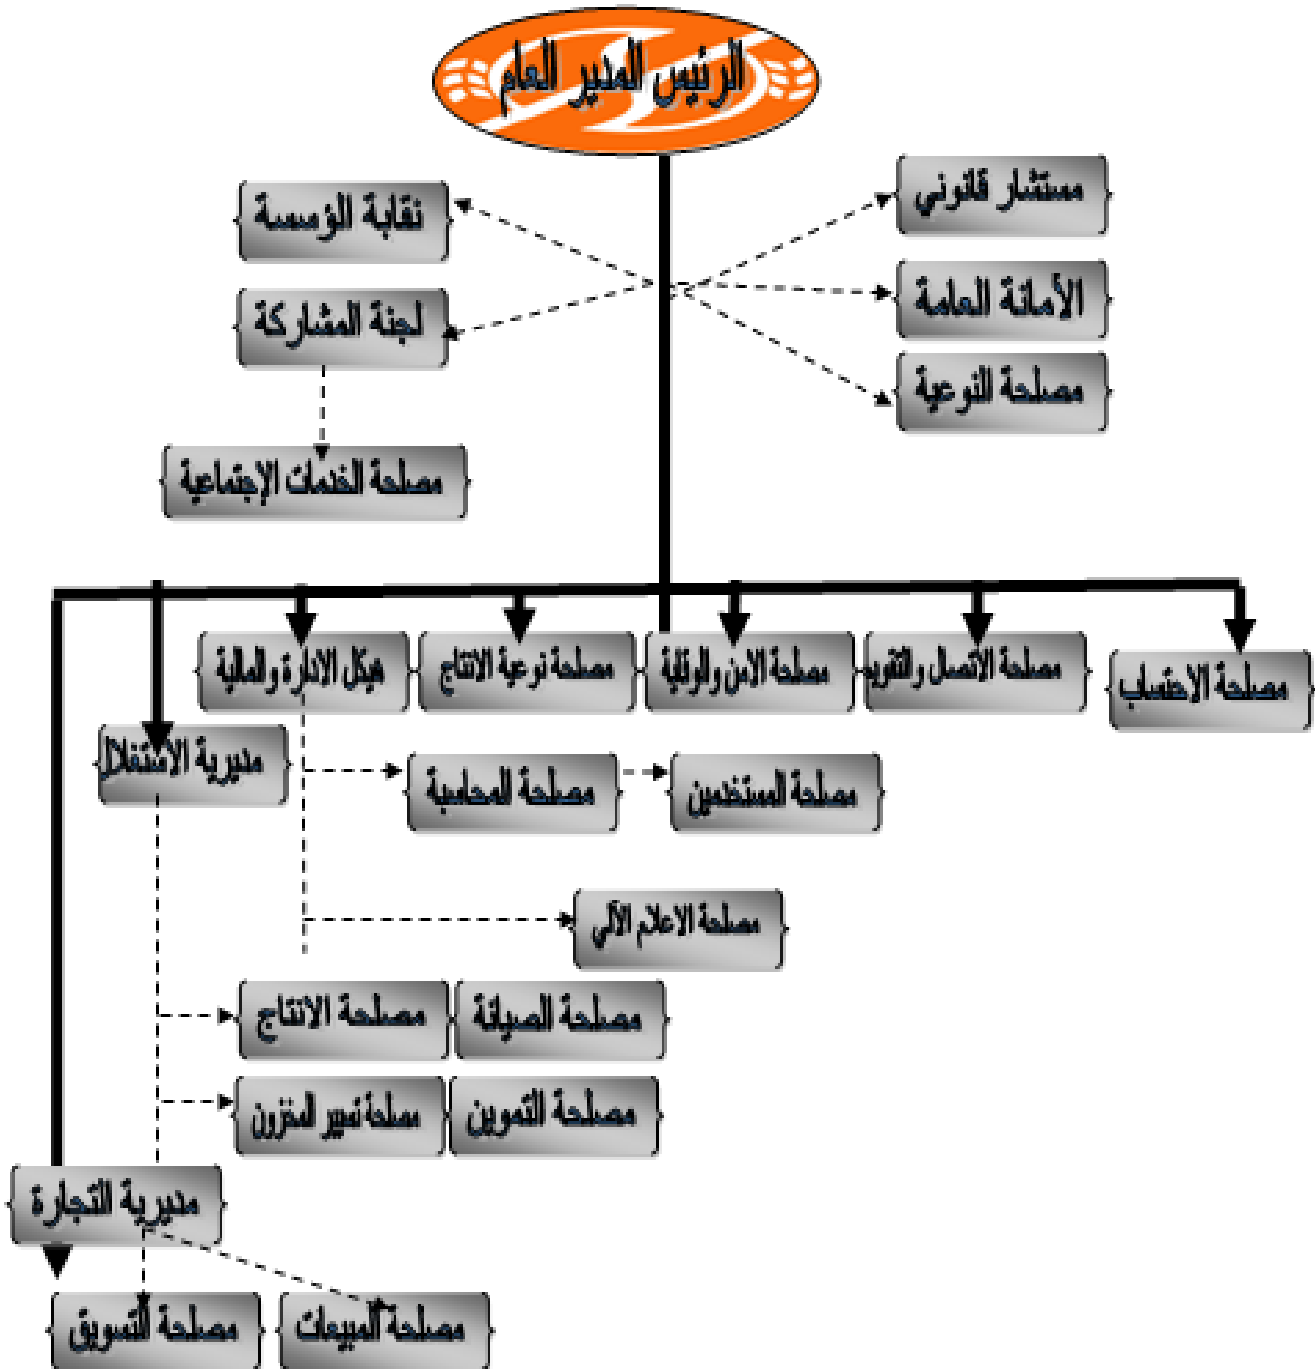 الرئيس المدير العام
مستشار قانوني
نقابة المؤسسة
الأمانة العامة
لجنة المشاركة
مصلحة النوعية
مصلحة الخدمات الإجتماعية
مصلحة الاحتساب
مصلحة الاتصال والتقويم
مصلحة الامن والوقاية
مصلحة نوعية الانتاج
هيكل الادارة والمالية
مديرية الاستغلال
مصلحة المستخدمين
مصلحة المحاسبة
مصلحة الاعلام الآلي
مصلحة الصيانة
مصلحة الانتاج
مصلحة التموين
مصلحة تسيير المخزون
مديرية التجارة
مصلحة المبيعات
مصلحة التسويق